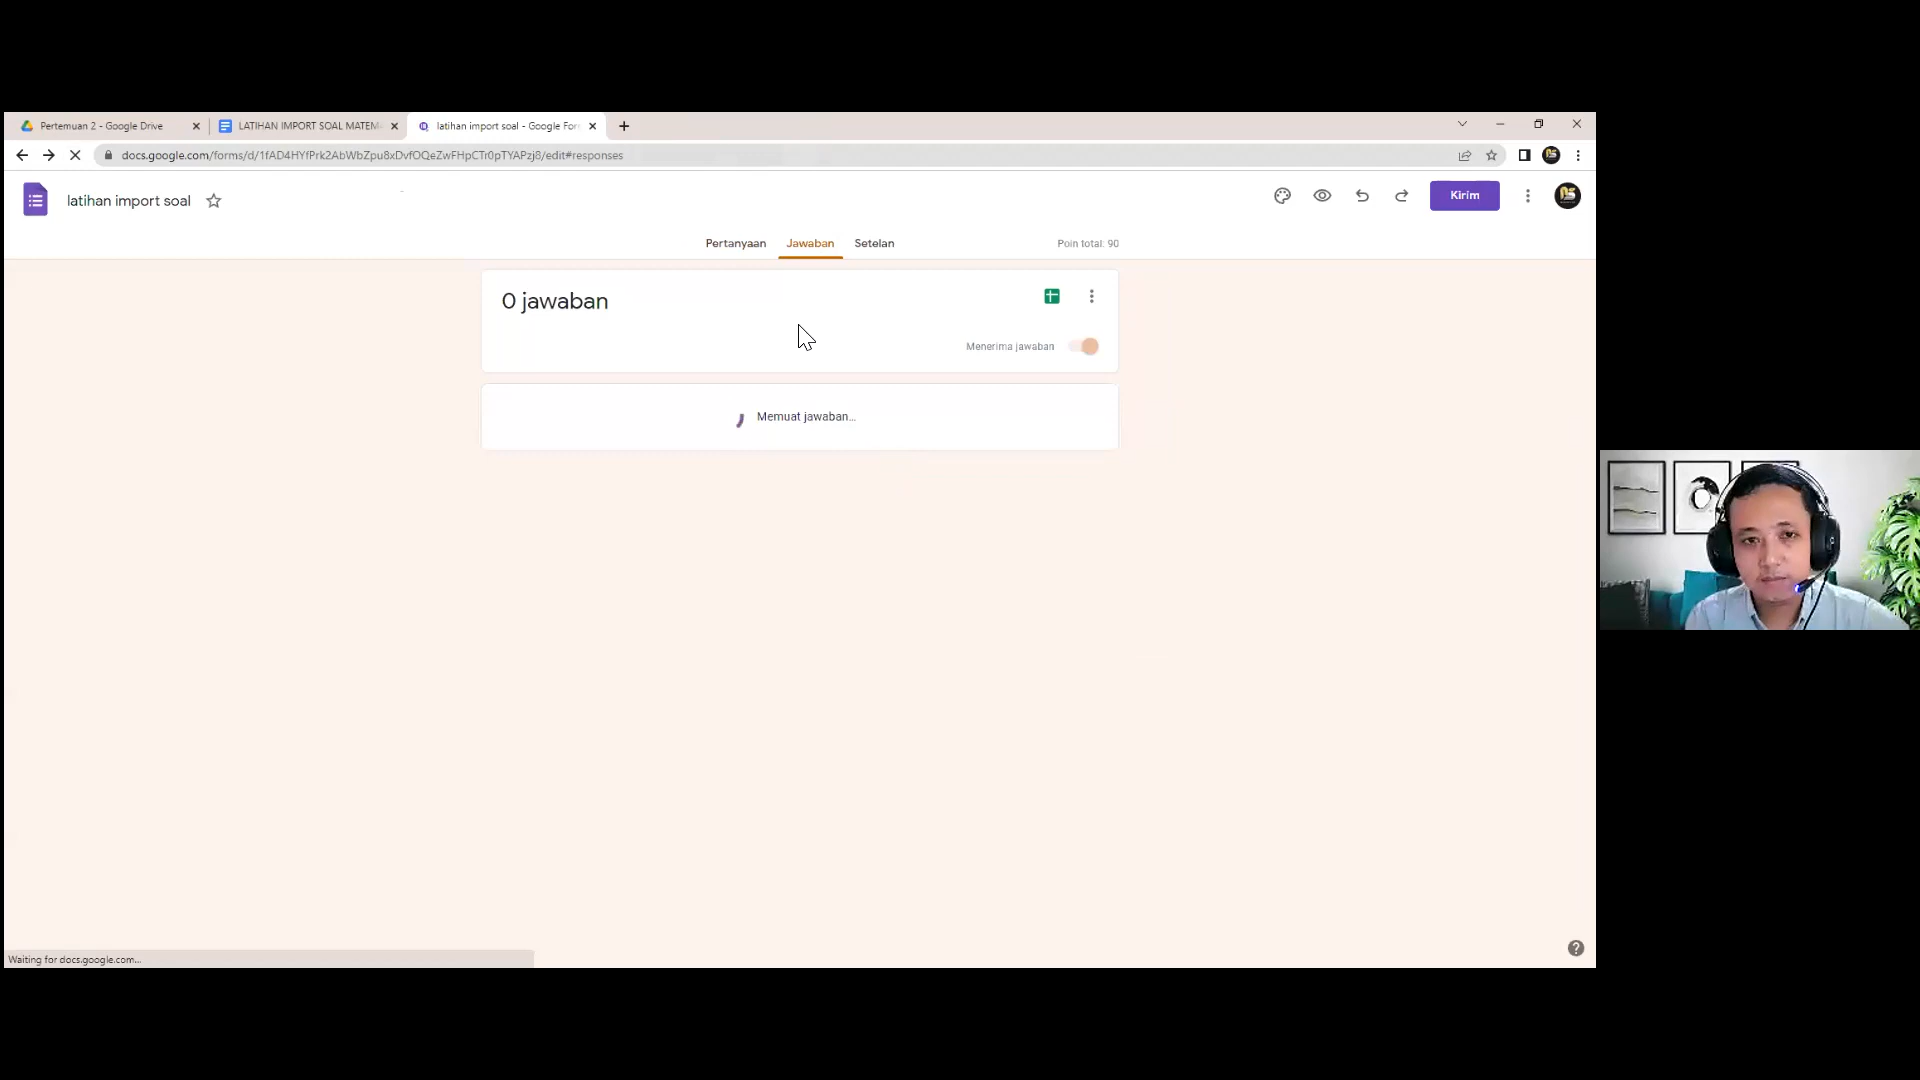 Pertemuan 2 - Google Drive
LATIHAN IMPORT SOAL MATEM
latihan import soal - Google For
docs.google.com/forms/d/1fAD4HYfPrk2AbWbZpu8xDvfOQeZwFHpCTr0pTYAPzj8/edit#responses
latihan import soal
Kirim
Pertanyaan
Jawaban
Setelan
Poin total: 90
0 jawaban
Menerima jawaban
Memuat jawaban...
Waiting for docs.google.com...